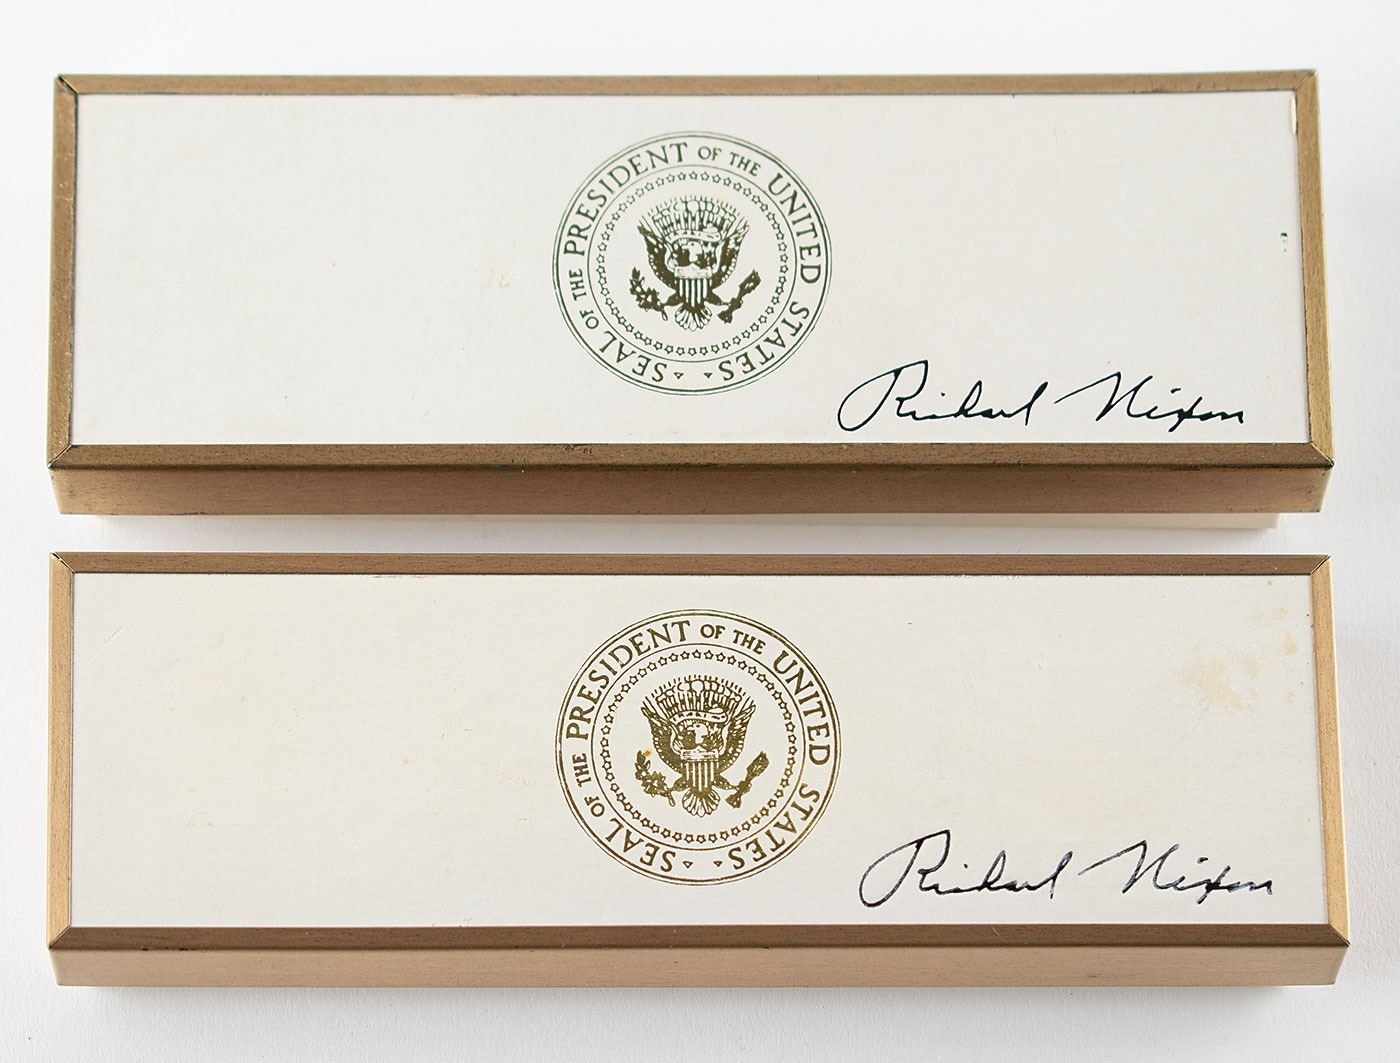 SEAL OF THE PRESIDENT OF THE UNITED STATES
Richard Nixon
SEAL OF THE PRESIDENT OF THE UNITED STATES
Richard Nixon